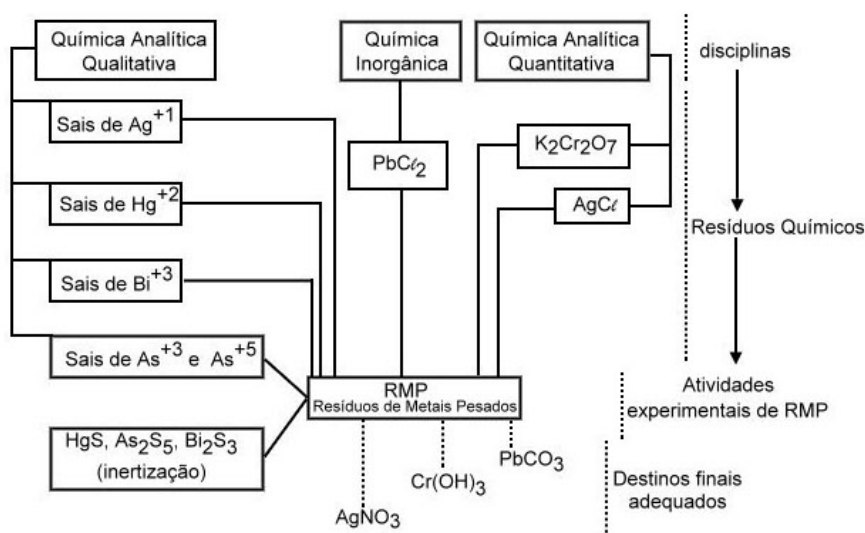 Química Analítica
Qualitativa
Química
Inorgânica
Química Analítica
Quantitativa
disciplinas
Sais de Ag+1
K2Cr2O7
PbCℓ2
AgCℓ
Sais de Hg+2
Resíduos Químicos
Sais de Bi+3
Sais de As+3 e As+5
RMP
Resíduos de Metais Pesados
Atividades
experimentais de RMP
HgS, As2S5, Bi2S3
(inertização)
PbCO3
Cr(OH)3
AgNO3
Destinos finais
adequados